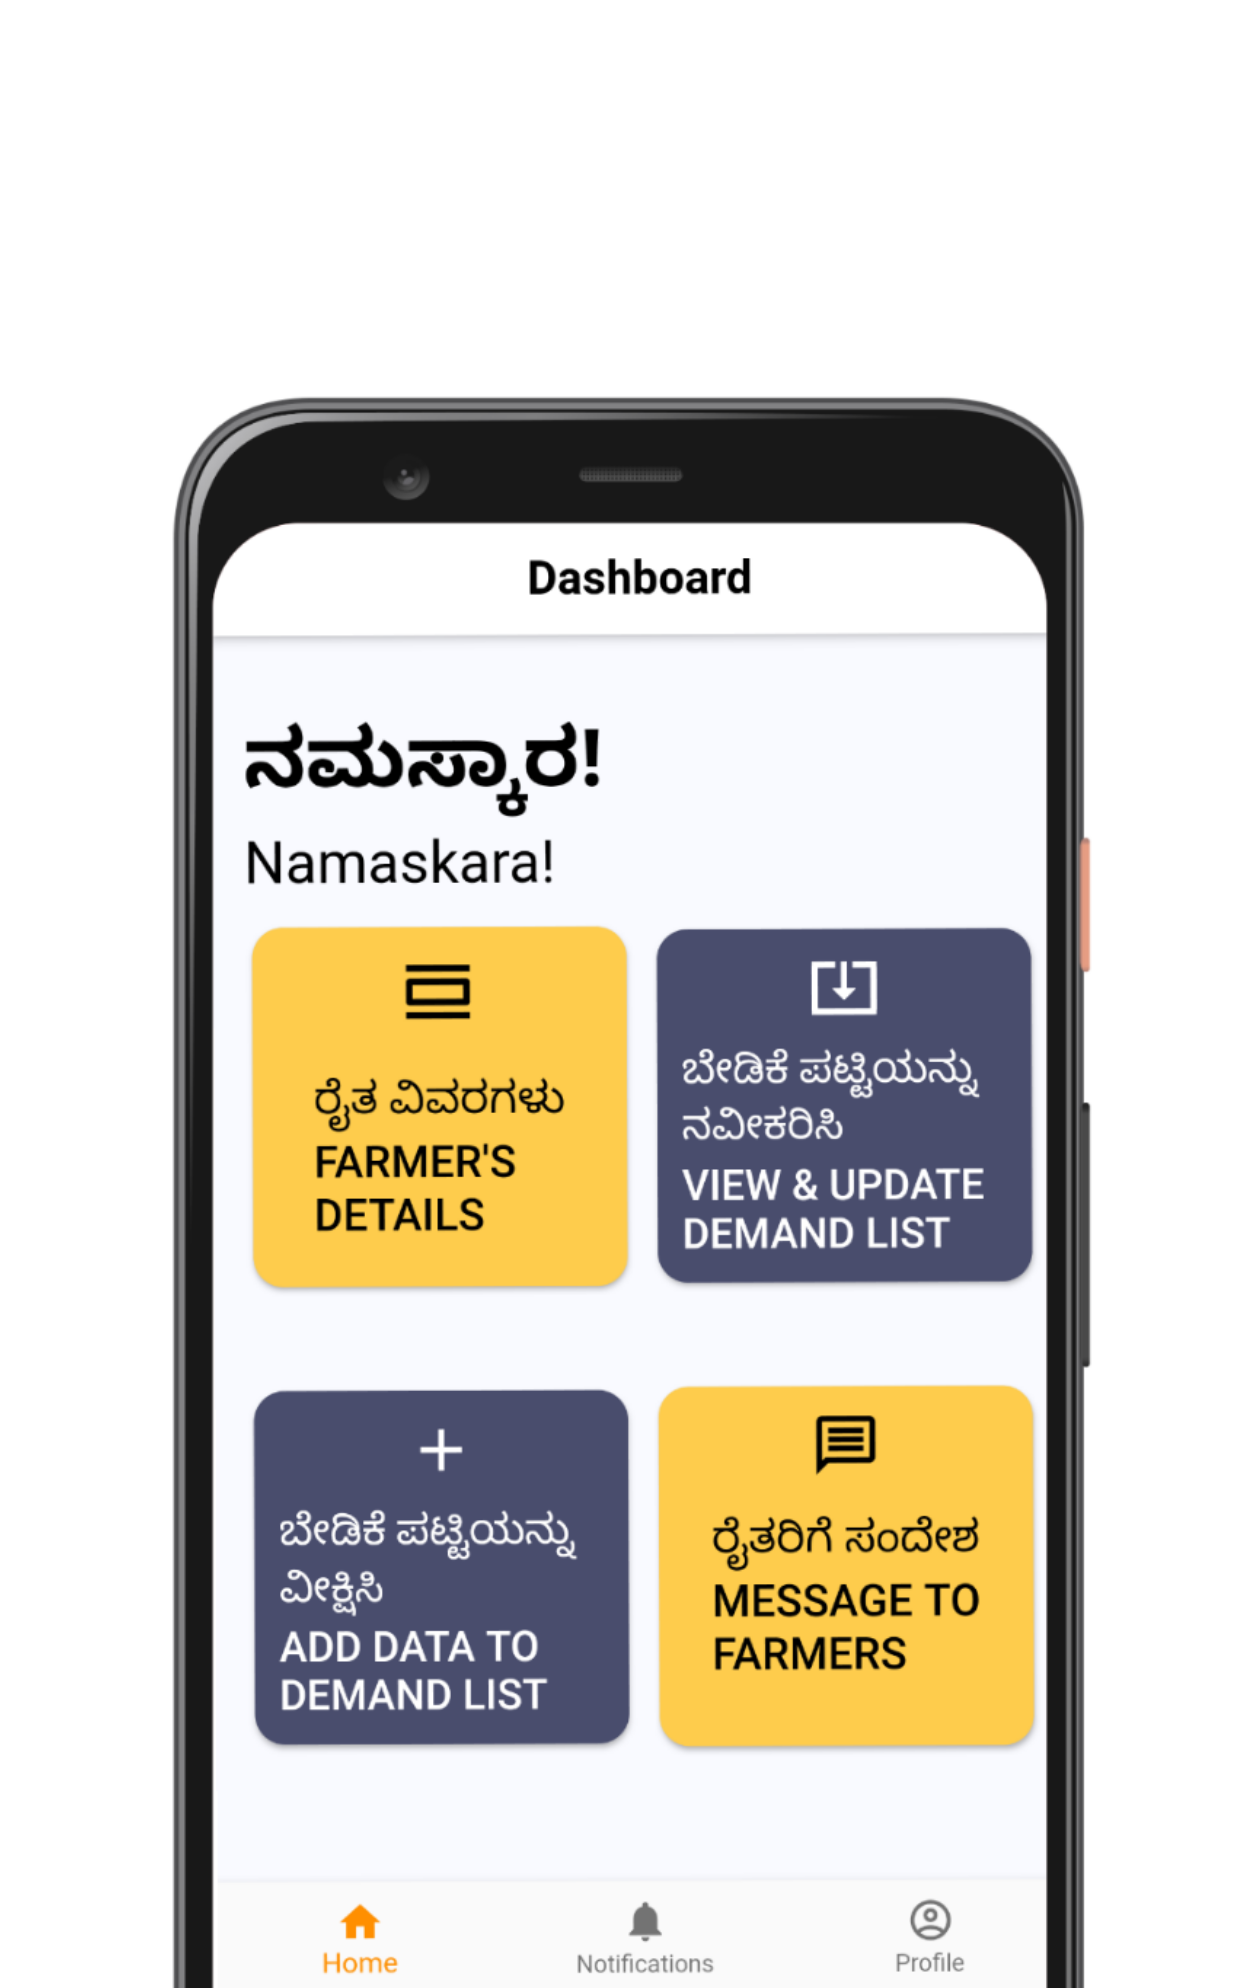 Dashboard
ನಮಸ್ಕಾರ!
Namaskara!
ರೈತ ವಿವರಗಳು
FARMER'S
DETAILS
ಬೇಡಿಕೆ ಪಟ್ಟಿಯನ್ನು
ನವೀಕರಿಸಿ
VIEW & UPDATE
DEMAND LIST
ಬೇಡಿಕೆ ಪಟ್ಟಿಯನ್ನು
ವೀಕ್ಷಿಸಿ
ADD DATA TO
DEMAND LIST
ರೈತರಿಗೆ ಸಂದೇಶ
MESSAGE TO
FARMERS
Home
Notifications
Profile